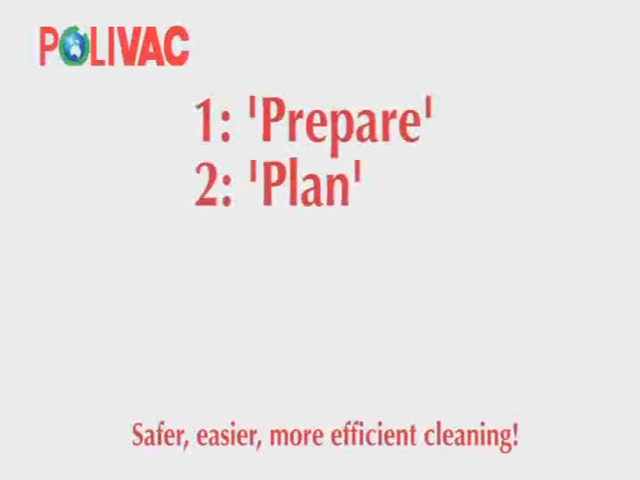 POLIVAC
1: 'Prepare'
2: 'Plan'
Safer, easier, more efficient cleaning!